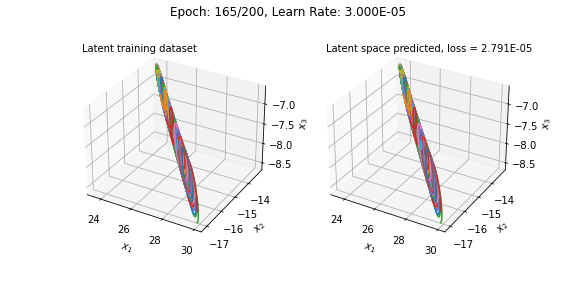 Epoch: 165/200, Learn Rate: 3.000E-05
Latent training dataset
−7.0
−7.5
−8.0
−8.5
x₃
24
26
28
30
x₁
−17
−16
−15
−14
x₂
Latent space predicted, loss = 2.791E-05
−7.0
−7.5
−8.0
−8.5
x₃
24
26
28
30
x₁
−17
−16
−15
−14
x₂